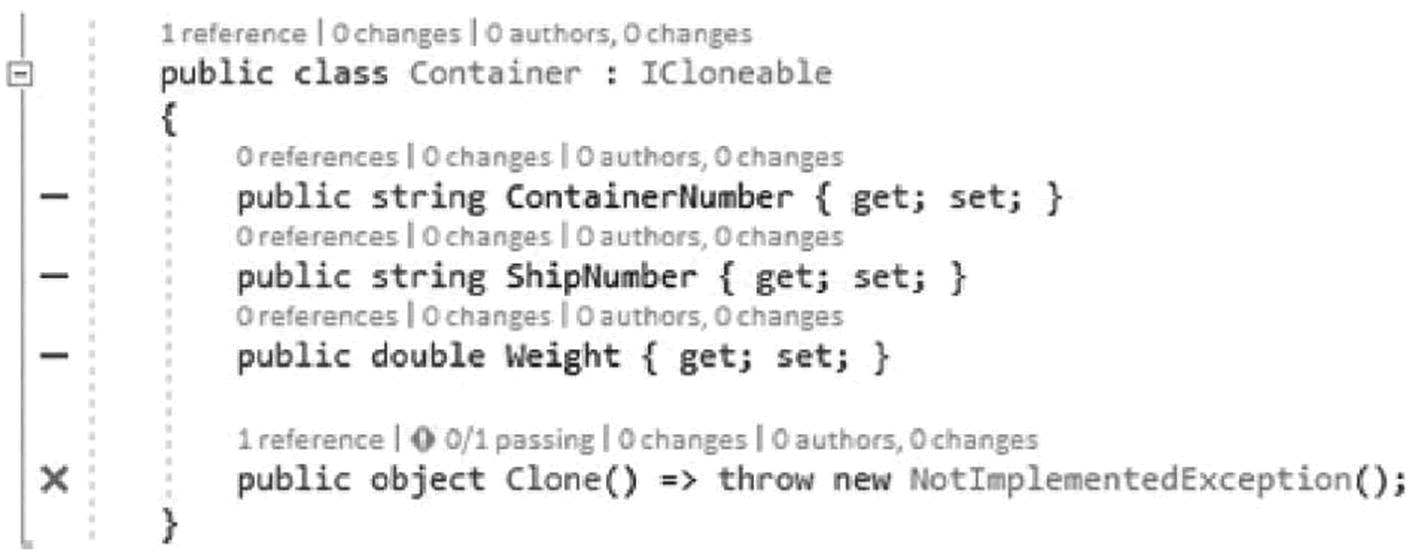 1 reference | 0 changes | 0 authors, 0 changes
public class Container : ICloneable
{
0 references | 0 changes | 0 authors, 0 changes
public string ContainerNumber { get; set; }
0 references | 0 changes | 0 authors, 0 changes
public string ShipNumber { get; set; }
0 references | 0 changes | 0 authors, 0 changes
public double Weight { get; set; }
1 reference | 0/1 passing | 0 changes | 0 authors, 0 changes
public object Clone() => throw new NotImplementedException();
}